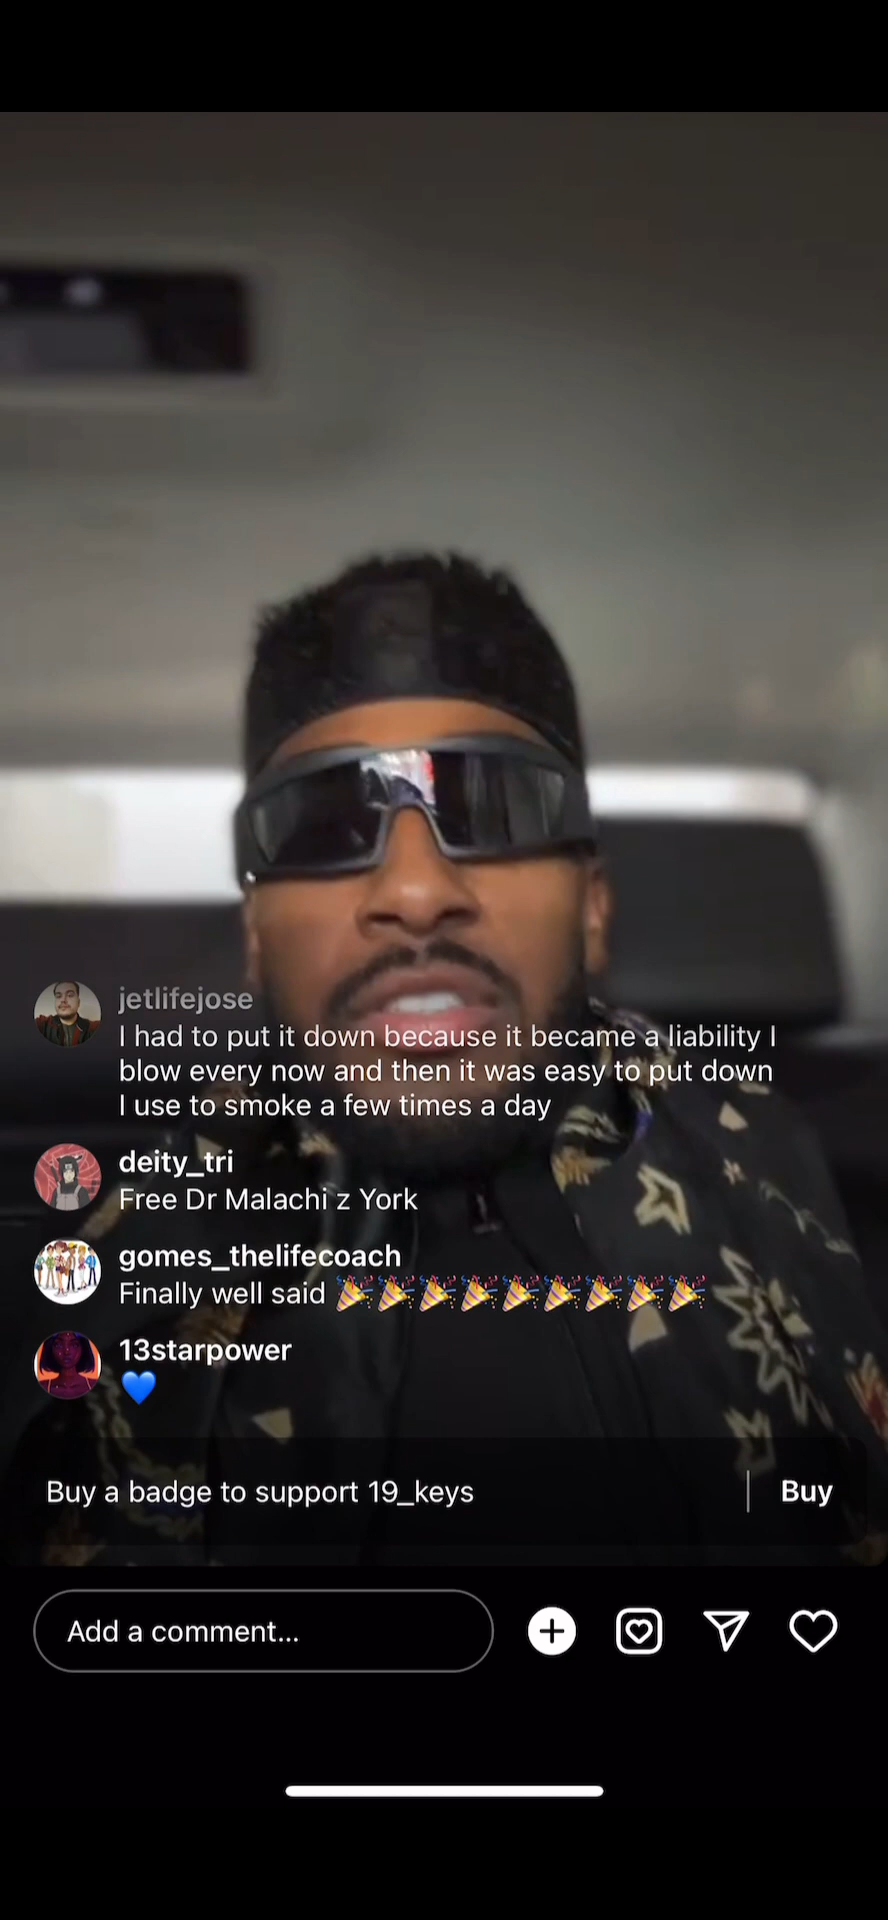 jetlifejose
I had to put it down because it became a liability I
blow every now and then it was easy to put down
I use to smoke a few times a day
deity_tri
Free Dr Malachi z York
gomes_thelifecoach
Finally well said 🎉🎉🎉🎉🎉🎉🎉🎉🎉
13starpower
💙
Buy a badge to support 19_keys
Buy
Add a comment...